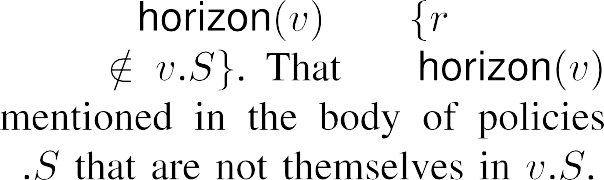 horizon(v) {r
∉ v.S}. That horizon(v)
mentioned in the body of policies
.S that are not themselves in v.S.